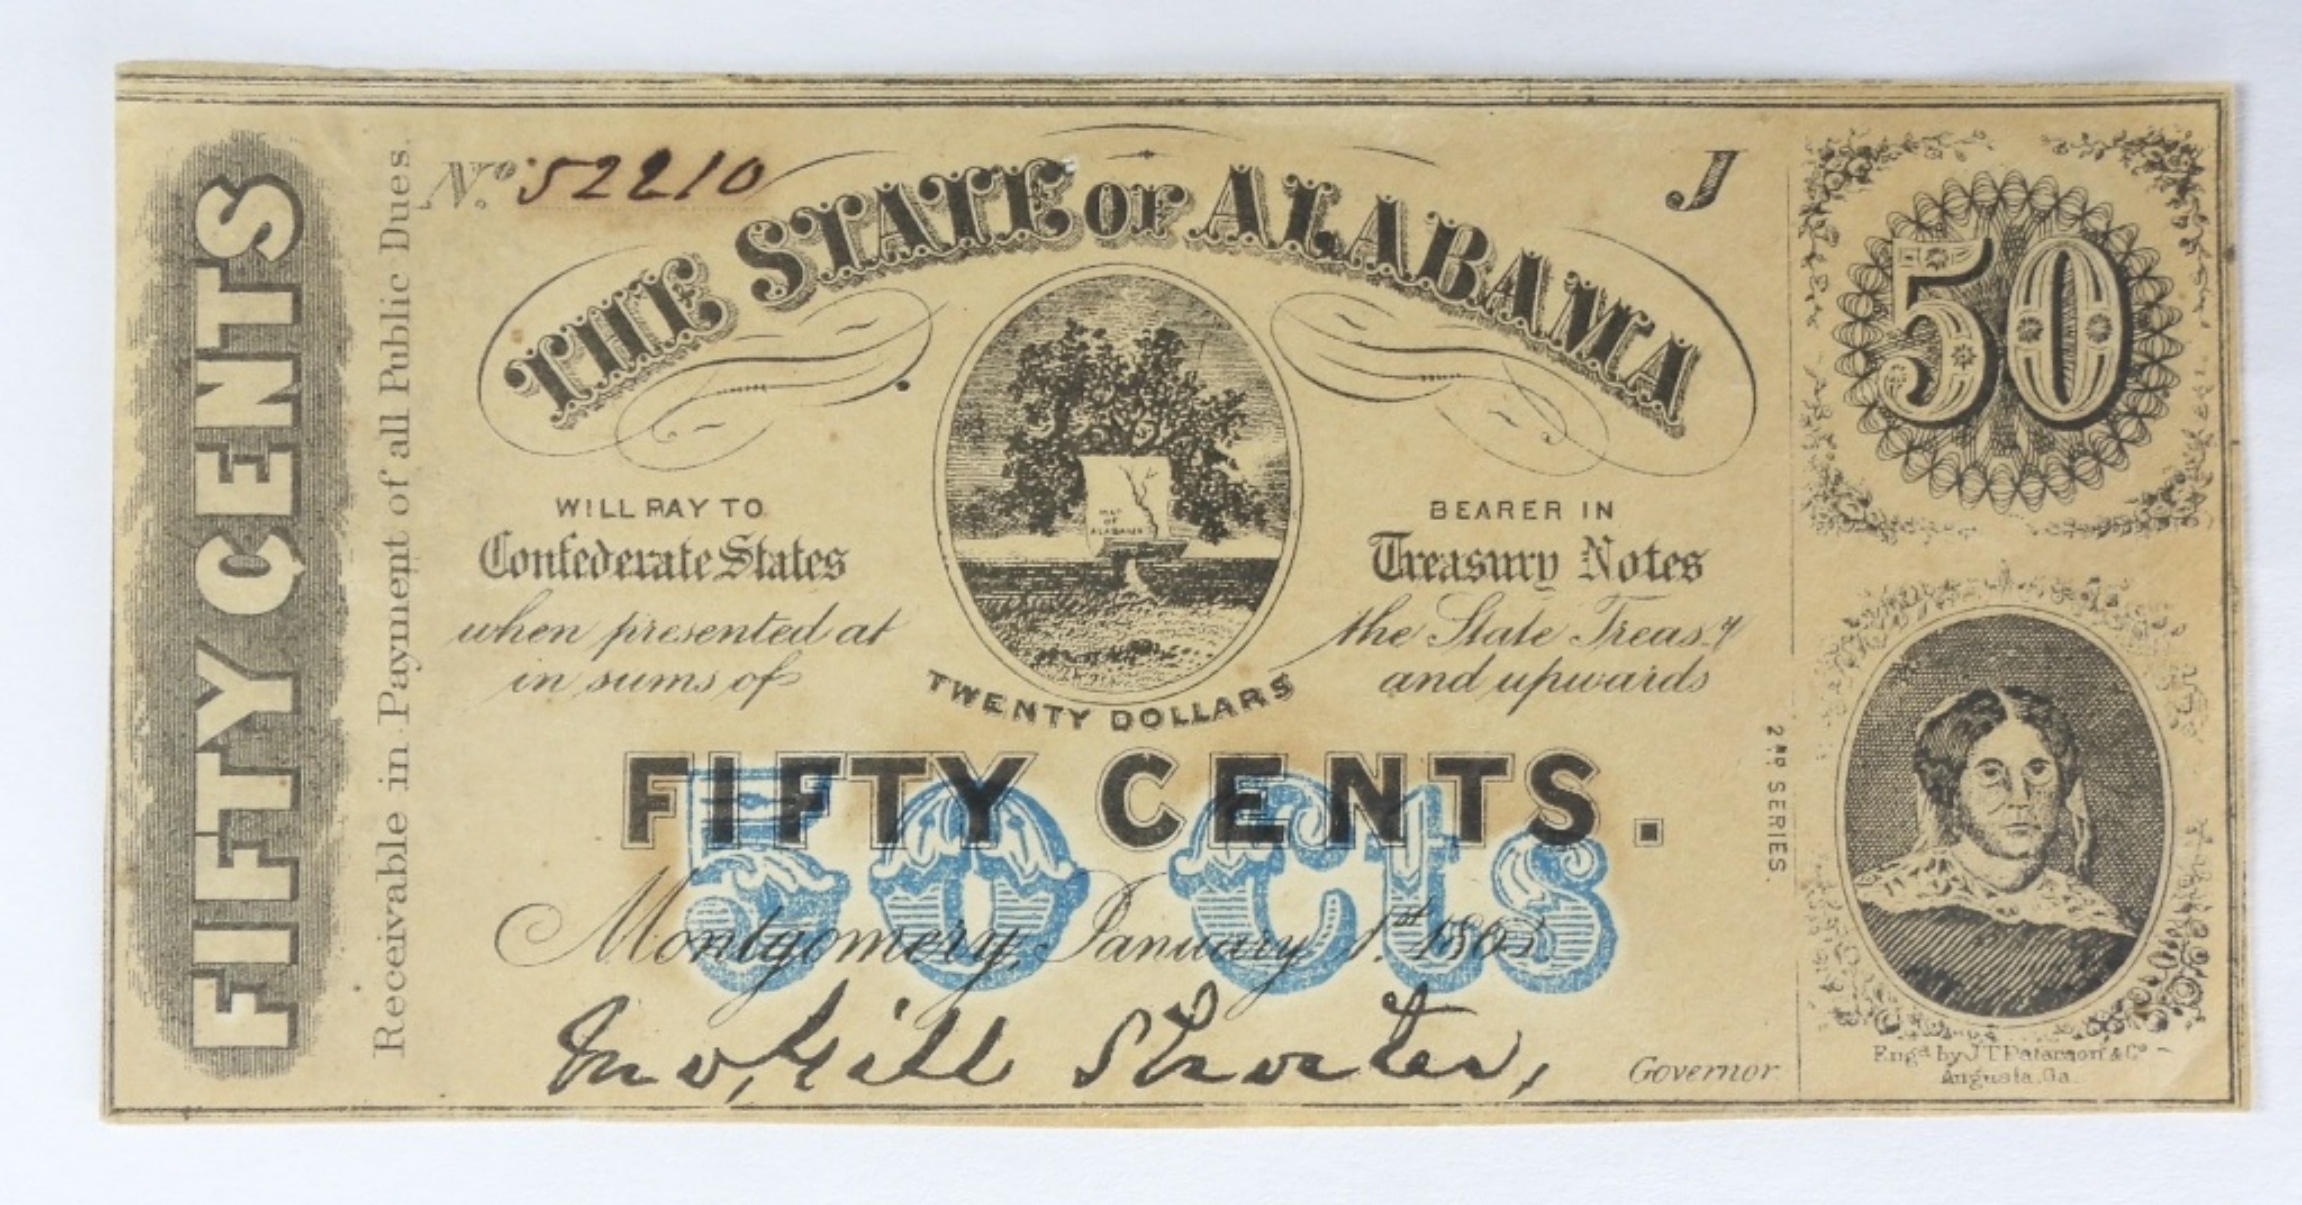 FIFTY CENTS
Receivable in Payment of all Public Dues.
No. 52210
J
THE STATE OF ALABAMA
50
MAP
OF
ALABAMA
WILL PAY TO BEARER IN
Confederate States Treasury Notes
when presented at the State Treas.y
in sums of TWENTY DOLLARS and upwards
FIFTY CENTS.
50 Cts
2ND SERIES.
Montgomery, January 1st
Jno, Gill Shorter, Governor
Engd by J T Paterson & Co
Augusta, Ga.